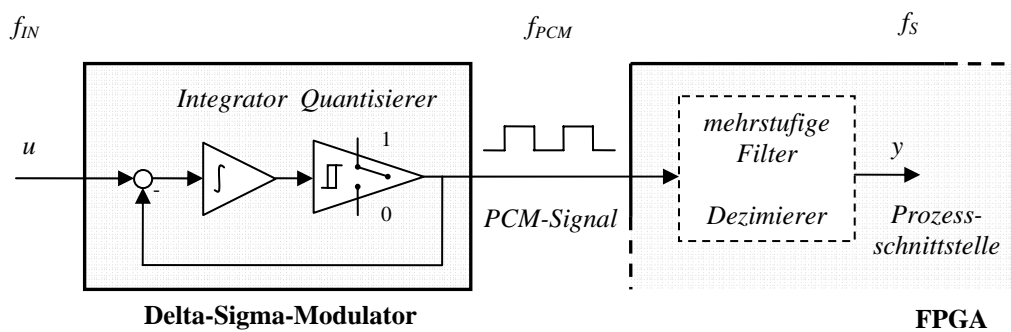 f_IN
f_PCM
f_S
Integrator Quantisierer
u
1
-
0
PCM-Signal
mehrstufige
Filter
Dezimierer
y
Prozess-
schnittstelle
Delta-Sigma-Modulator
FPGA